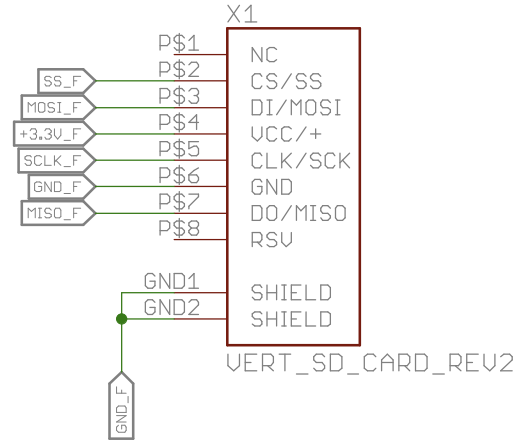 X1
P$1 NC
SS_F P$2 CS/SS
MOSI_F P$3 DI/MOSI
+3.3V_F P$4 VCC/+
SCLK_F P$5 CLK/SCK
GND_F P$6 GND
MISO_F P$7 DO/MISO
P$8 RSV
GND1 SHIELD
GND2 SHIELD
VERT_SD_CARD_REV2
GND_F